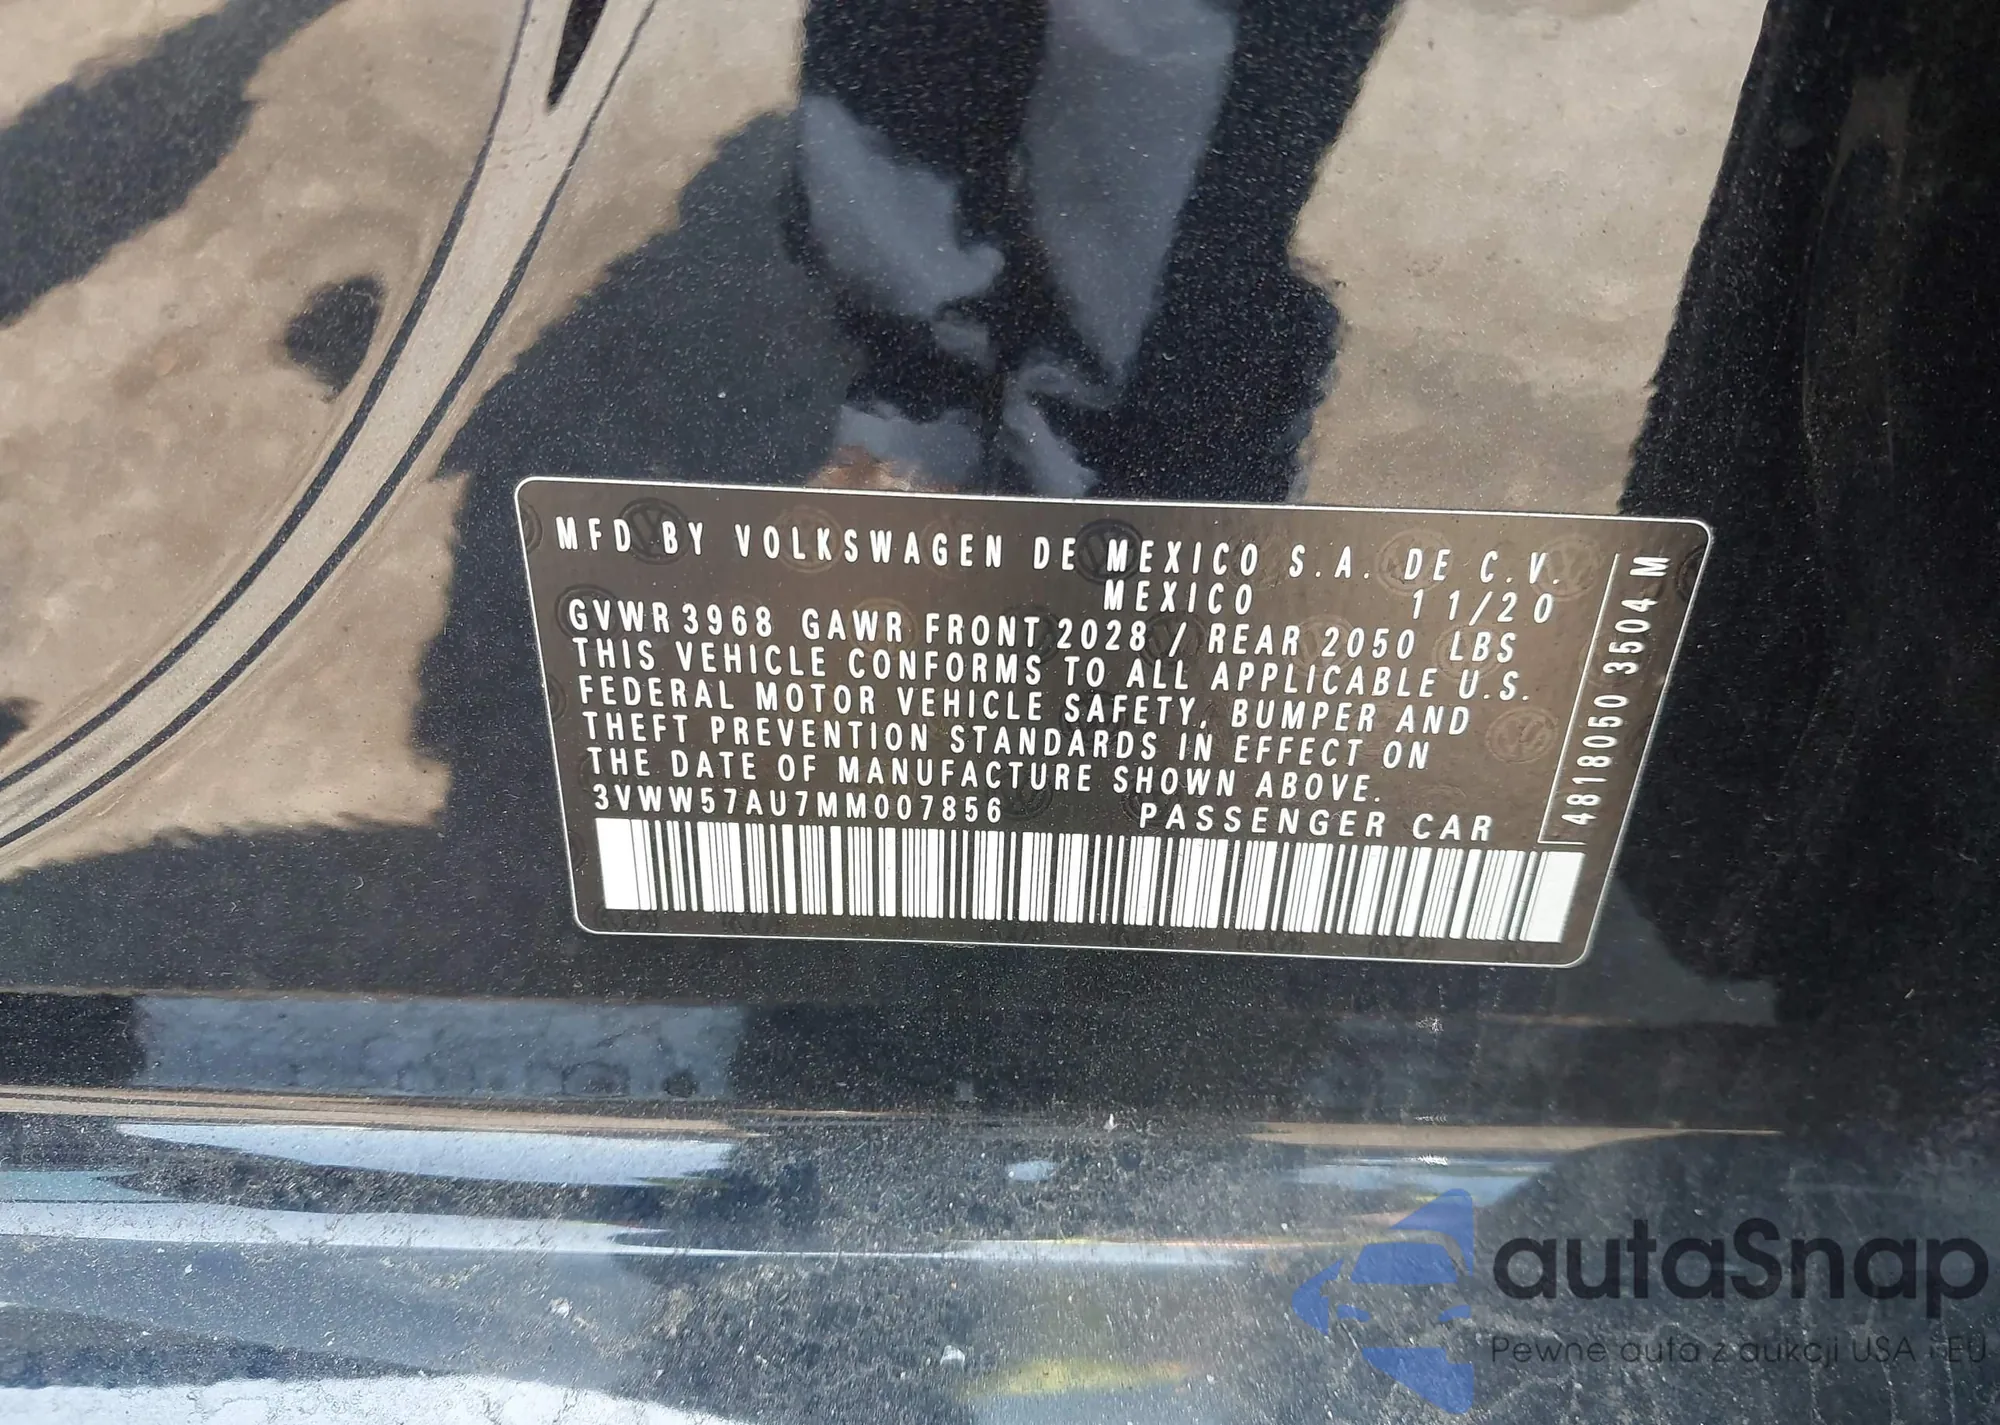 MFD BY VOLKSWAGEN DE MEXICO S.A. DE C.V.
MEXICO 11/20
GVWR 3968 GAWR FRONT 2028 / REAR 2050 LBS
THIS VEHICLE CONFORMS TO ALL APPLICABLE U.S.
FEDERAL MOTOR VEHICLE SAFETY, BUMPER AND
THEFT PREVENTION STANDARDS IN EFFECT ON
THE DATE OF MANUFACTURE SHOWN ABOVE.
3VWW57AU7MM007856 PASSENGER CAR
4818050 3504 M
autaSnap
Pewne auta z aukcji USA i EU